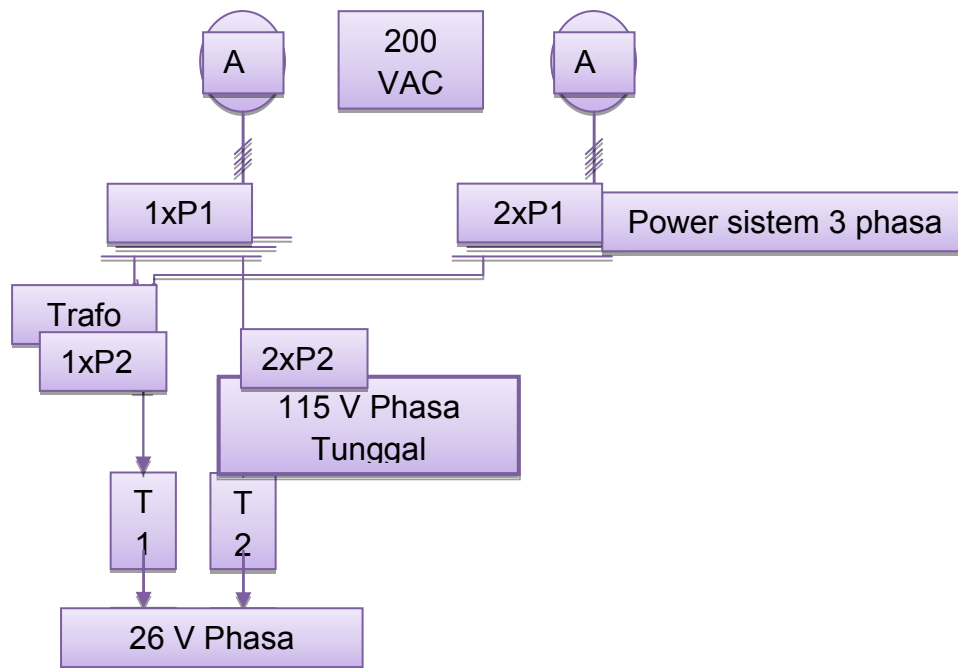 A
200
VAC
A
1xP1
2xP1
Power sistem 3 phasa
Trafo
1xP2
2xP2
115 V Phasa
Tunggal
T
1
T
2
26 V Phasa